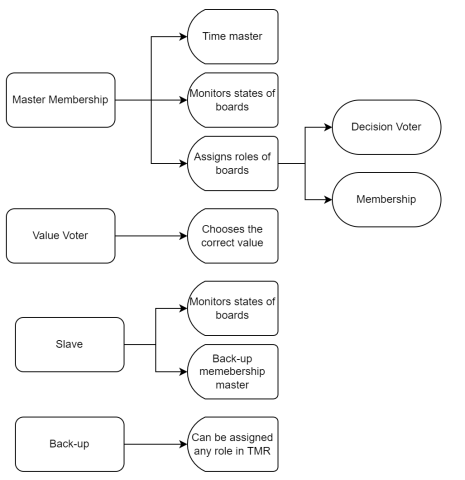 Time master
Master Membership
Monitors states of
boards
Assigns roles of
boards
Decision Voter
Membership
Value Voter
Chooses the
correct value
Slave
Monitors states of
boards
Back-up
memebership
master
Back-up
Can be assigned
any role in TMR